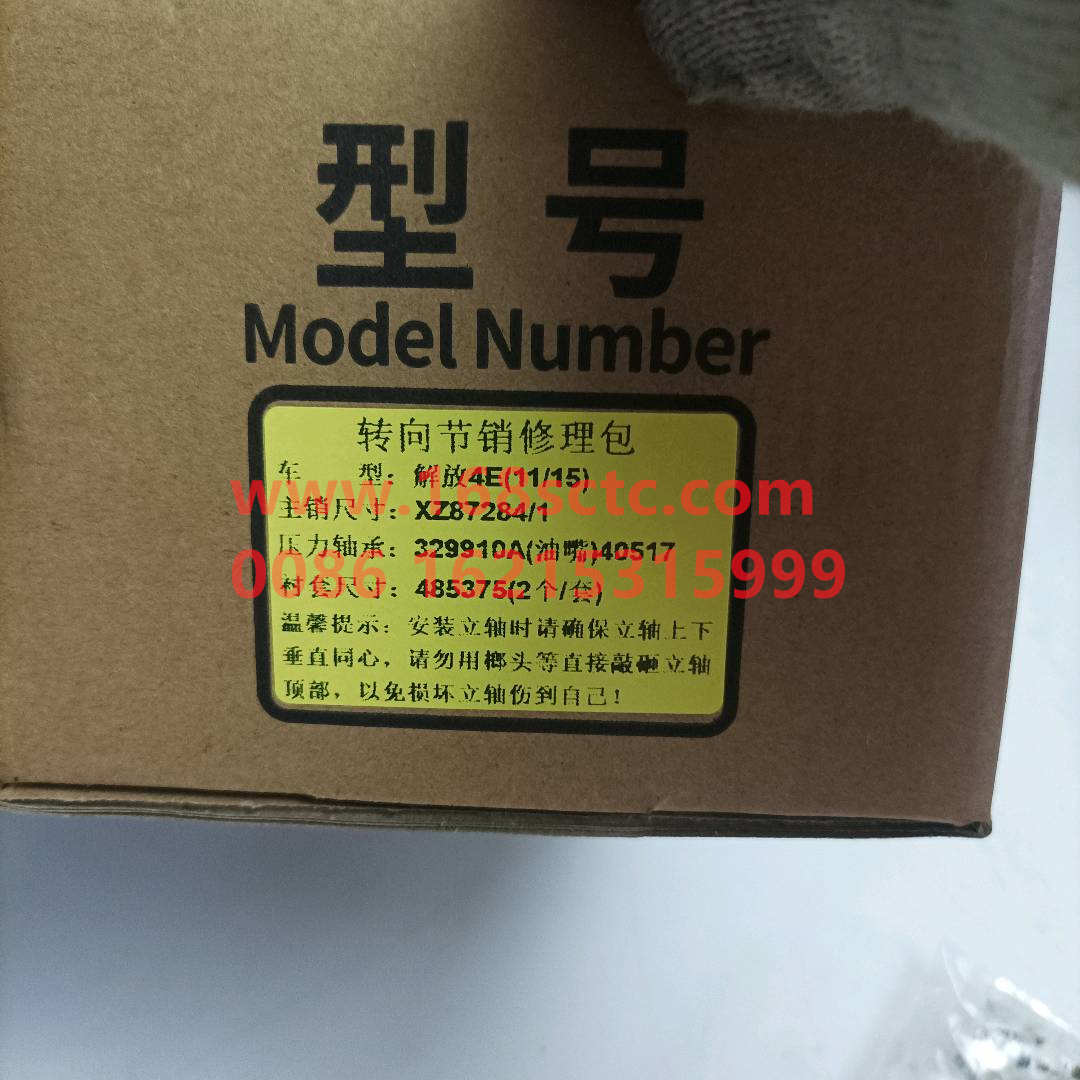 型号
Model Number
转向节销修理包
车 型：解放4E(11/15)
主销尺寸：XZ87284/1
压力轴承：329910A(油嘴)40517
衬套尺寸：485375(2个/套)
温馨提示：安装立轴时请确保立轴上下
垂直同心，请勿用榔头等直接敲砸立轴
顶部，以免损坏立轴伤到自己！
www.168sctc.com
0086 16215315999